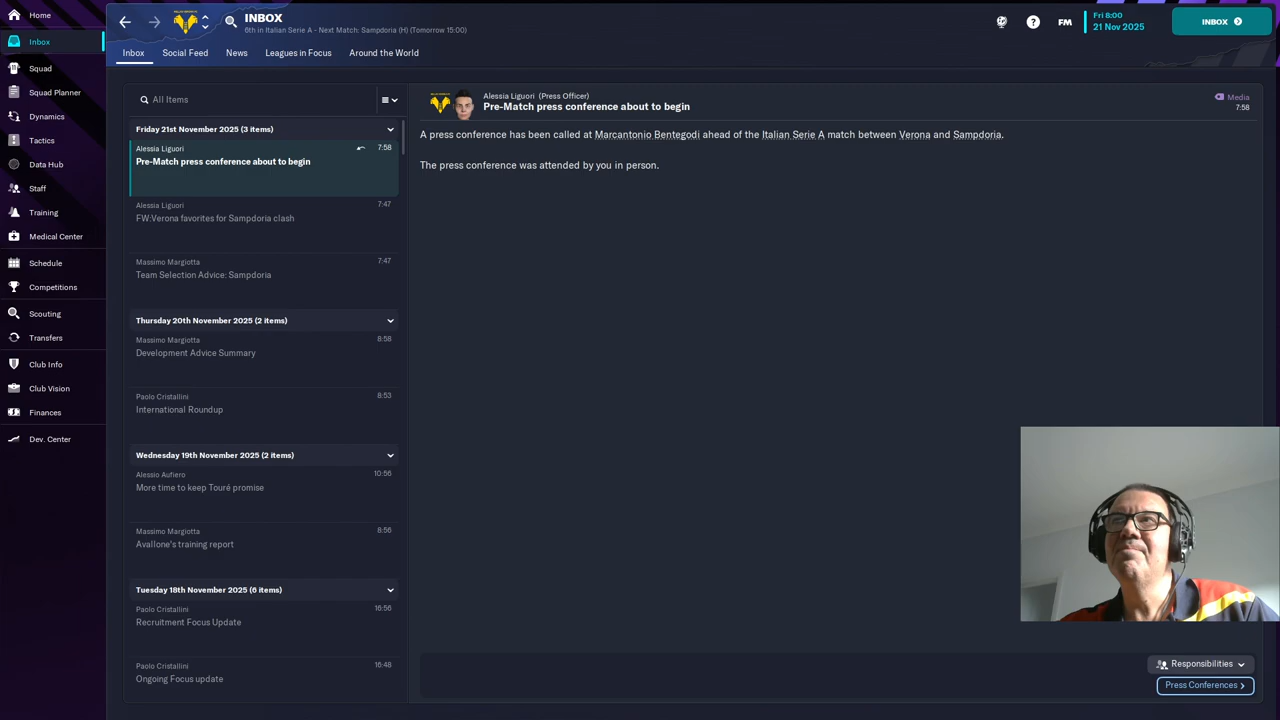 Home
Inbox
Squad
Squad Planner
Dynamics
Tactics
Data Hub
Staff
Training
Medical Center
Schedule
Competitions
Scouting
Transfers
Club Info
Club Vision
Finances
Dev. Center
INBOX
6th in Italian Serie A - Next Match: Sampdoria (H) (Tomorrow 15:00)
FM
Fri 8:00
21 Nov 2025
INBOX
Inbox
Social Feed
News
Leagues in Focus
Around the World
All Items
Friday 21st November 2025 (3 items)
Alessia Liguori 7:58
Pre-Match press conference about to begin
Alessia Liguori 7:47
FW:Verona favorites for Sampdoria clash
Massimo Margiotta 7:47
Team Selection Advice: Sampdoria
Thursday 20th November 2025 (2 items)
Massimo Margiotta 8:58
Development Advice Summary
Paolo Cristallini 8:53
International Roundup
Wednesday 19th November 2025 (2 items)
Alessio Aufiero 10:56
More time to keep Touré promise
Massimo Margiotta 8:56
Avallone's training report
Tuesday 18th November 2025 (6 items)
Paolo Cristallini 16:56
Recruitment Focus Update
Paolo Cristallini 16:48
Ongoing Focus update
Alessia Liguori (Press Officer)
Pre-Match press conference about to begin
Media
7:58
A press conference has been called at Marcantonio Bentegodi ahead of the Italian Serie A match between Verona and Sampdoria.
The press conference was attended by you in person.
Responsibilities
Press Conferences